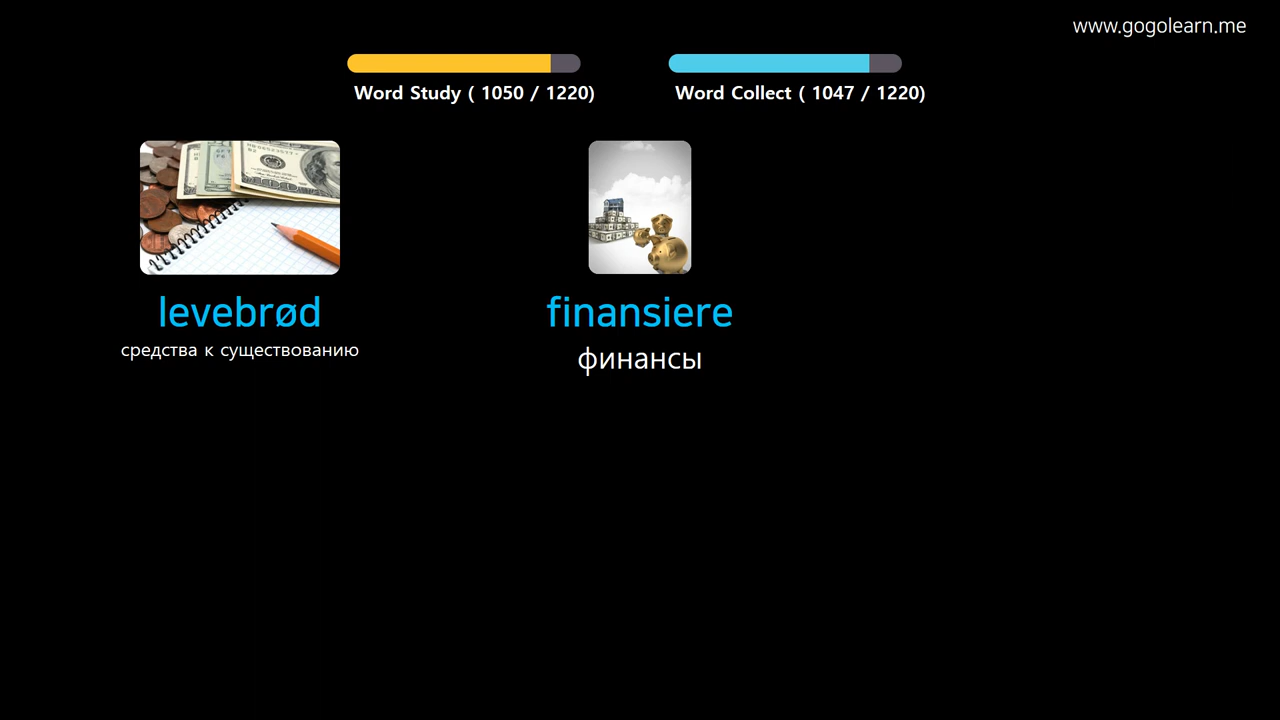 www.gogolearn.me
Word Study ( 1050 / 1220)
Word Collect ( 1047 / 1220)
levebrød
средства к существованию
finansiere
финансы